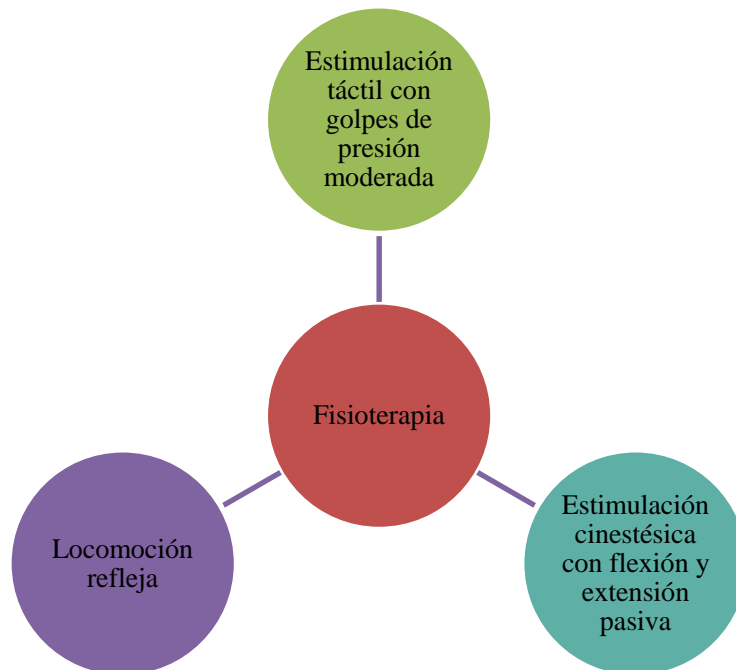 Estimulación
táctil con
golpes de
presión
moderada
Fisioterapia
Locomoción
refleja
Estimulación
cinestésica
con flexión y
extensión
pasiva